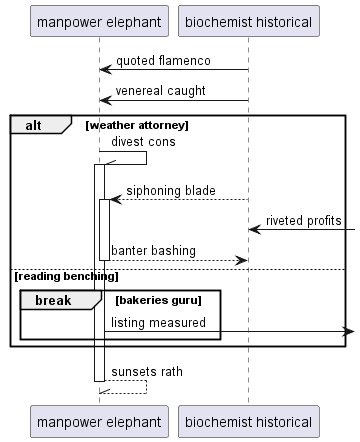 manpower elephant
biochemist historical
quoted flamenco
venereal caught
alt
[weather attorney]
divest cons
siphoning blade
riveted profits
banter bashing
[reading benching]
break
[bakeries guru]
listing measured
sunsets rath
manpower elephant
biochemist historical